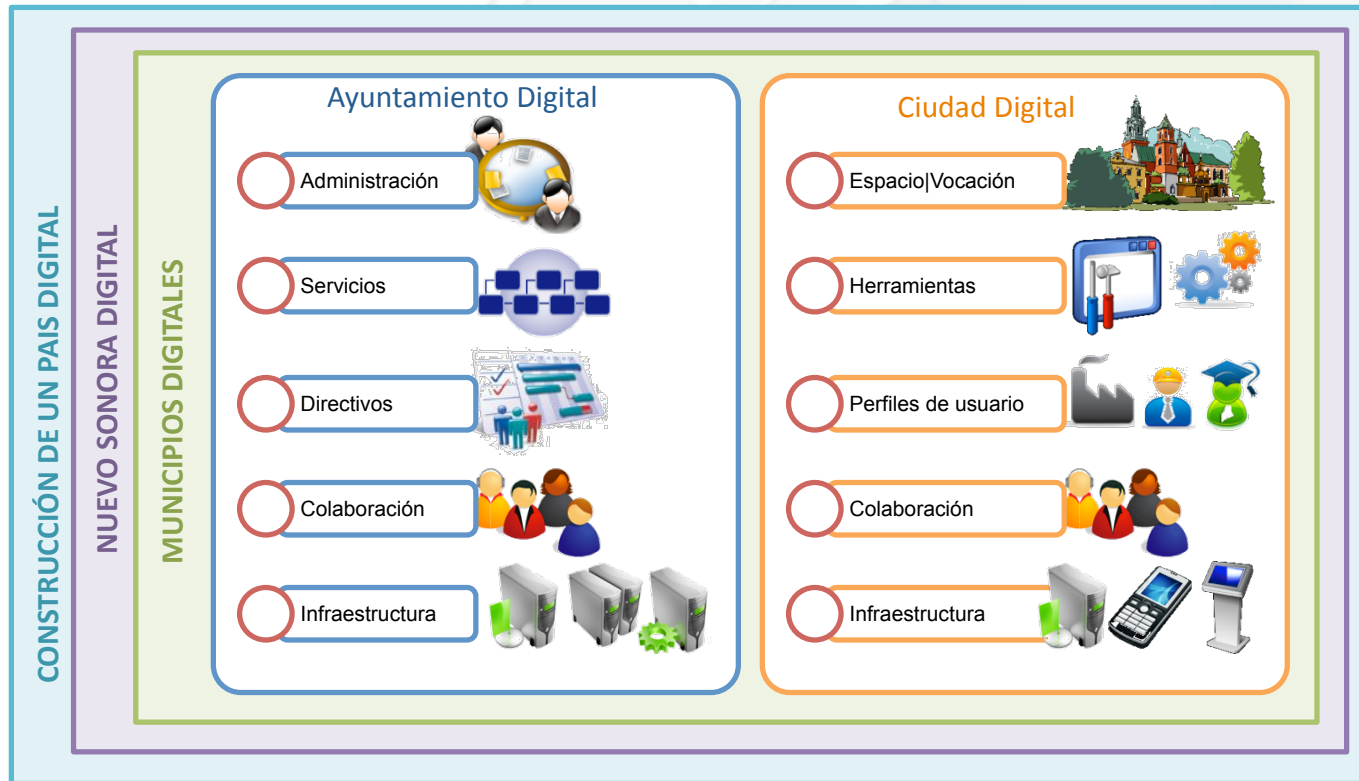 CONSTRUCCIÓN DE UN PAIS DIGITAL
NUEVO SONORA DIGITAL
MUNICIPIOS DIGITALES
Ayuntamiento Digital
Administración
Servicios
Directivos
Colaboración
Infraestructura
Ciudad Digital
Espacio|Vocación
Herramientas
Perfiles de usuario
Colaboración
Infraestructura